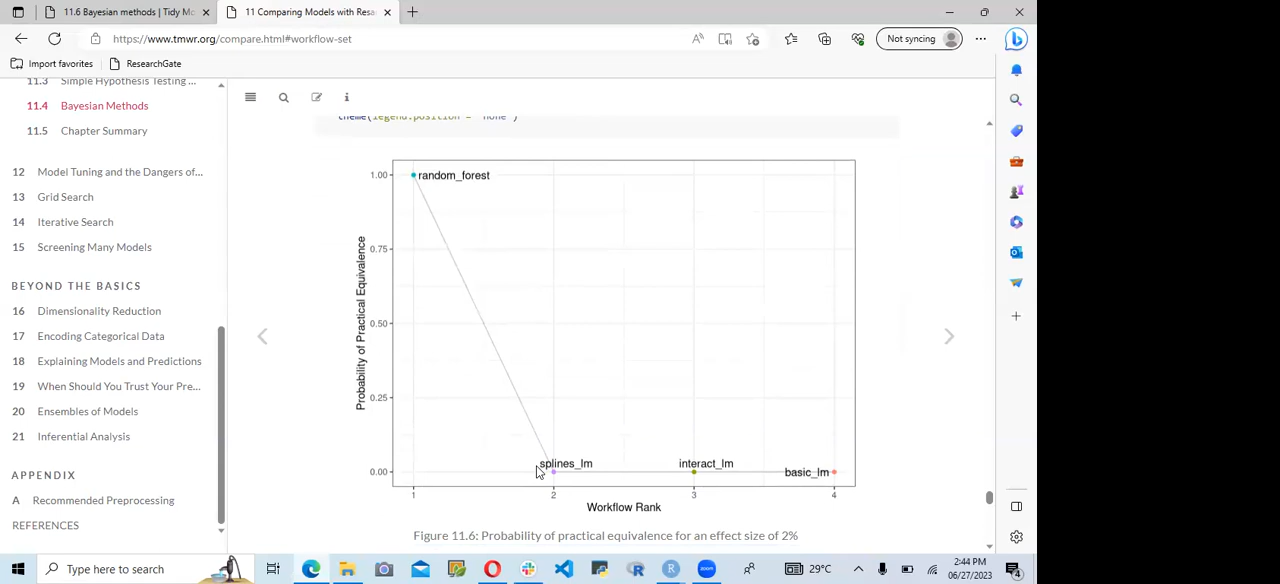 11.6 Bayesian methods | Tidy Mo
11 Comparing Models with Resa
https://www.tmwr.org/compare.html#workflow-set
Not syncing
Import favorites
ResearchGate
11.3 Simple Hypothesis Testing ...
11.4 Bayesian Methods
11.5 Chapter Summary
12 Model Tuning and the Dangers of...
13 Grid Search
14 Iterative Search
15 Screening Many Models
BEYOND THE BASICS
16 Dimensionality Reduction
17 Encoding Categorical Data
18 Explaining Models and Predictions
19 When Should You Trust Your Pre...
20 Ensembles of Models
21 Inferential Analysis
APPENDIX
A Recommended Preprocessing
REFERENCES
theme(legend.position = "none")
Probability of Practical Equivalence
1.00
0.75
0.50
0.25
0.00
random_forest
splines_lm
interact_lm
basic_lm
1 2 3 4
Workflow Rank
Figure 11.6: Probability of practical equivalence for an effect size of 2%
Type here to search
29°C
2:44 PM
06/27/2023
4